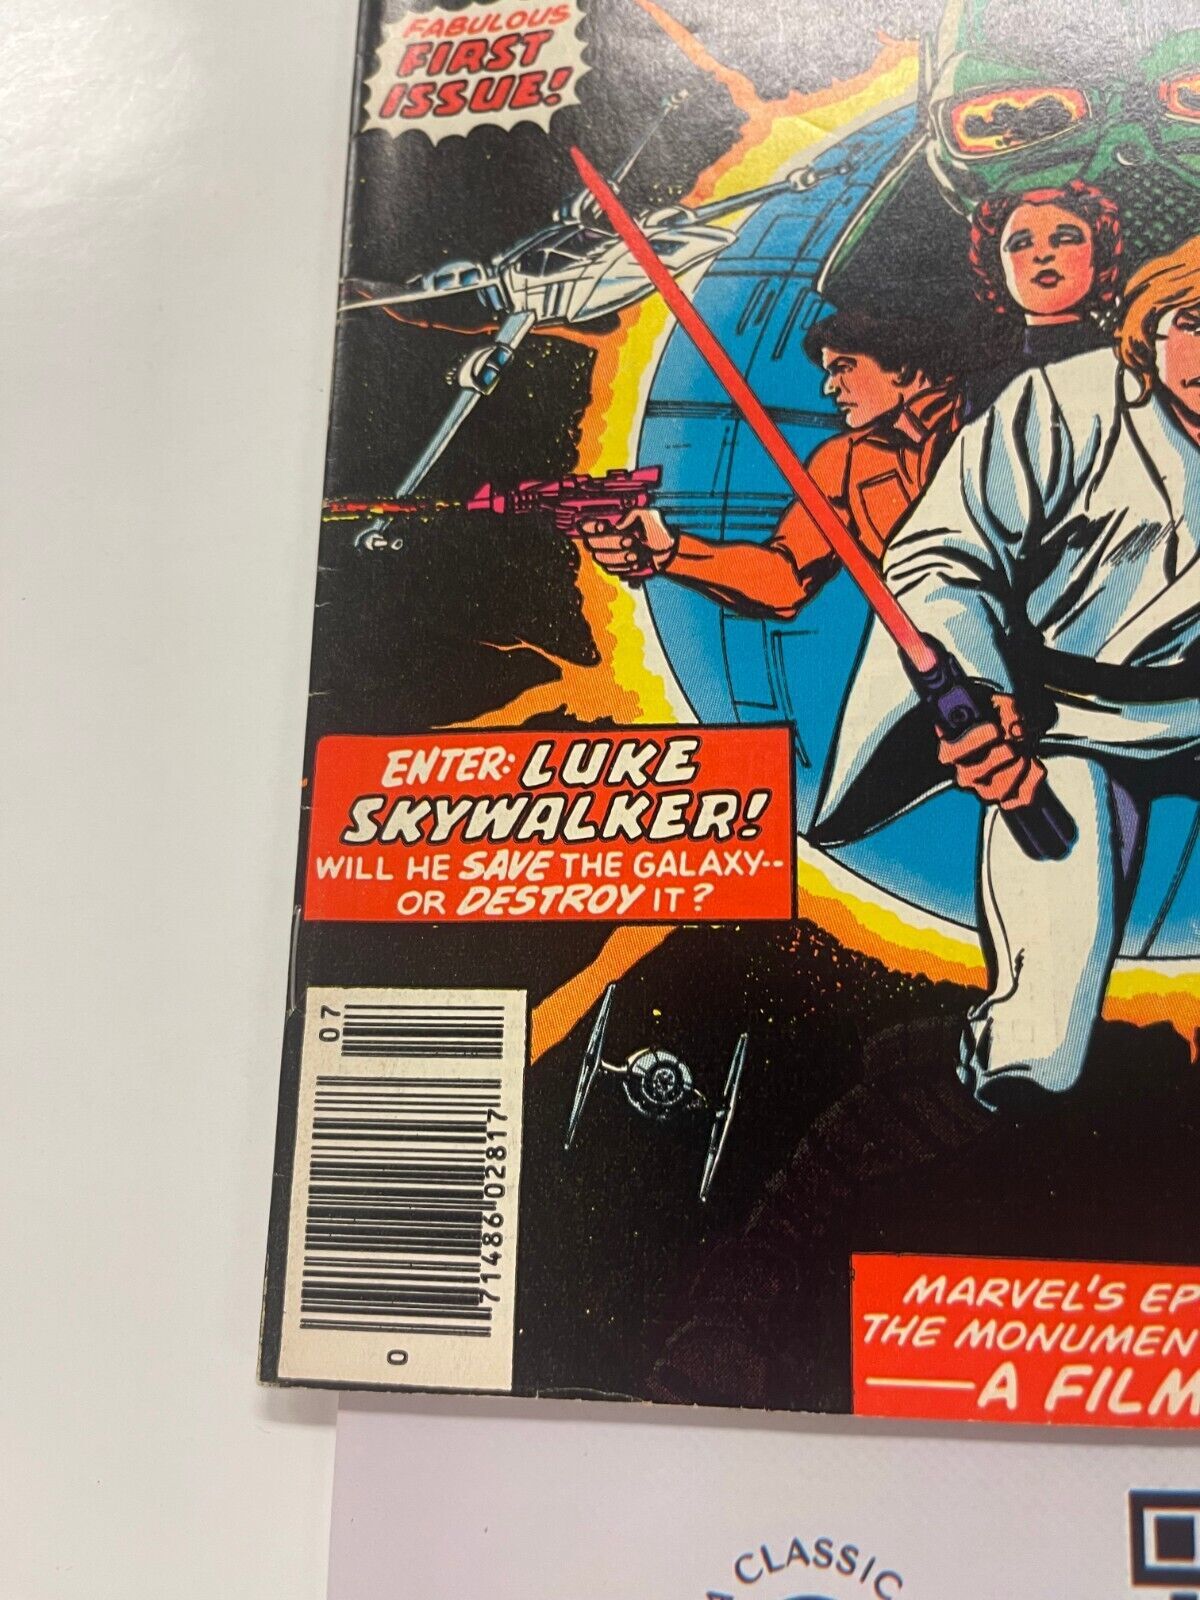 FABULOUS
FIRST
ISSUE!
ENTER: LUKE
SKYWALKER!
WILL HE SAVE THE GALAXY--
OR DESTROY IT?
07
71486 02817
0
MARVEL'S EP
THE MONUMEN
—A FILM
A CLASSIC